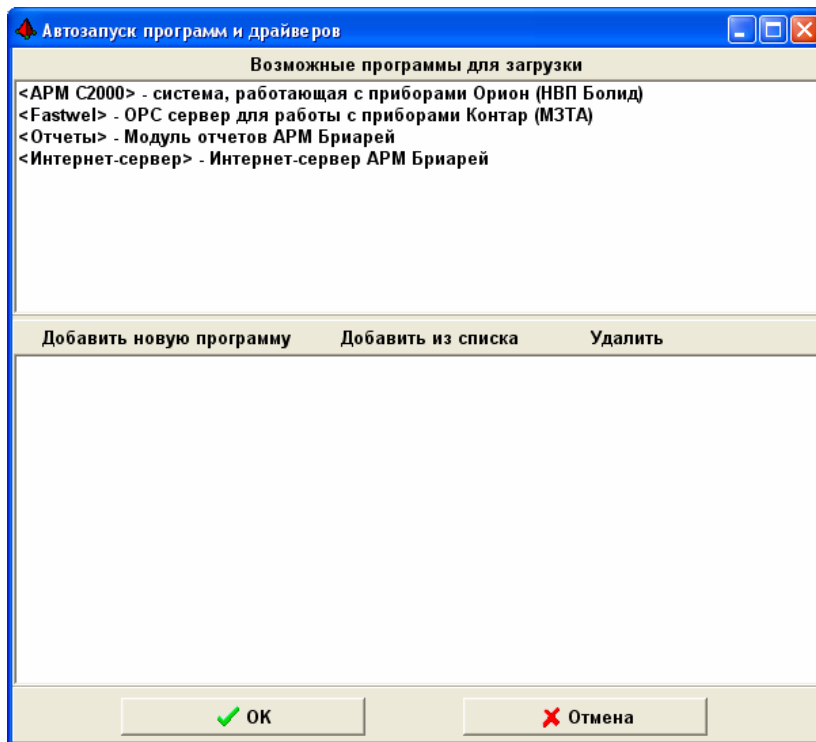 Автозапуск программ и драйверов
Возможные программы для загрузки
<АРМ С2000> - система, работающая с приборами Орион (НВП Болид)
<Fastwel> - OPC сервер для работы с приборами Контар (МЗТА)
<Отчеты> - Модуль отчетов АРМ Бриарей
<Интернет-сервер> - Интернет-сервер АРМ Бриарей
Добавить новую программу Добавить из списка Удалить
OK Отмена